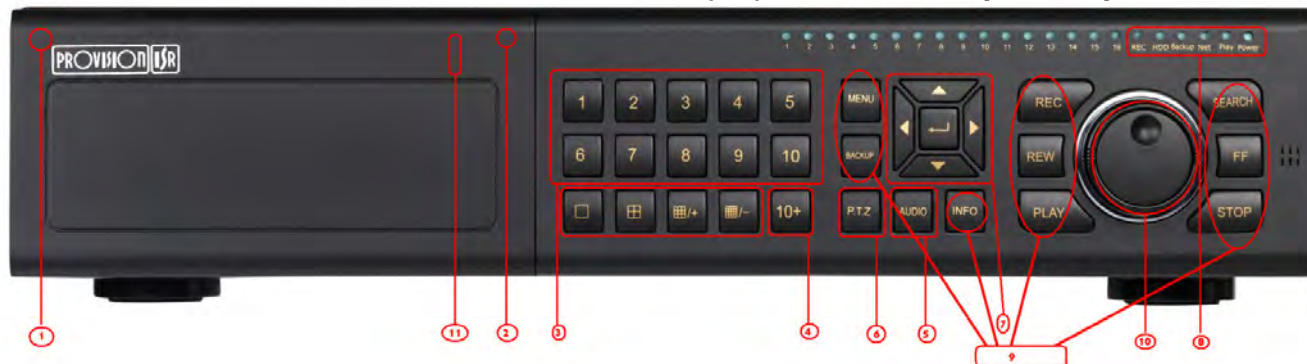 PROVISION ISR
1 2 3 4 5 6 7 8 9 10 11 12 13 14 15 16 REC HDD Backup Net Play Power
1 2 3 4 5 MENU REC SEARCH
6 7 8 9 10 BACKUP REW FF
/+ /- 10+ P.T.Z AUDIO INFO PLAY STOP
1 11 2 3 4 6 5 7 10 8
9